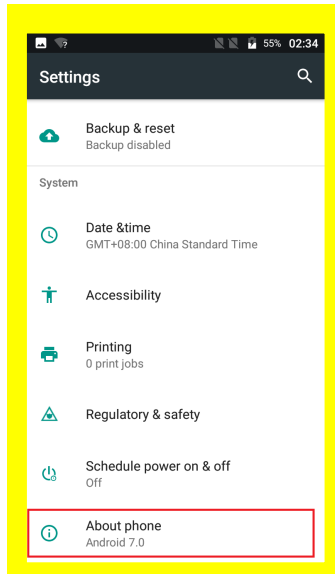 55% 02:34
Settings
Backup & reset
Backup disabled
System
Date &time
GMT+08:00 China Standard Time
Accessibility
Printing
0 print jobs
Regulatory & safety
Schedule power on & off
Off
About phone
Android 7.0